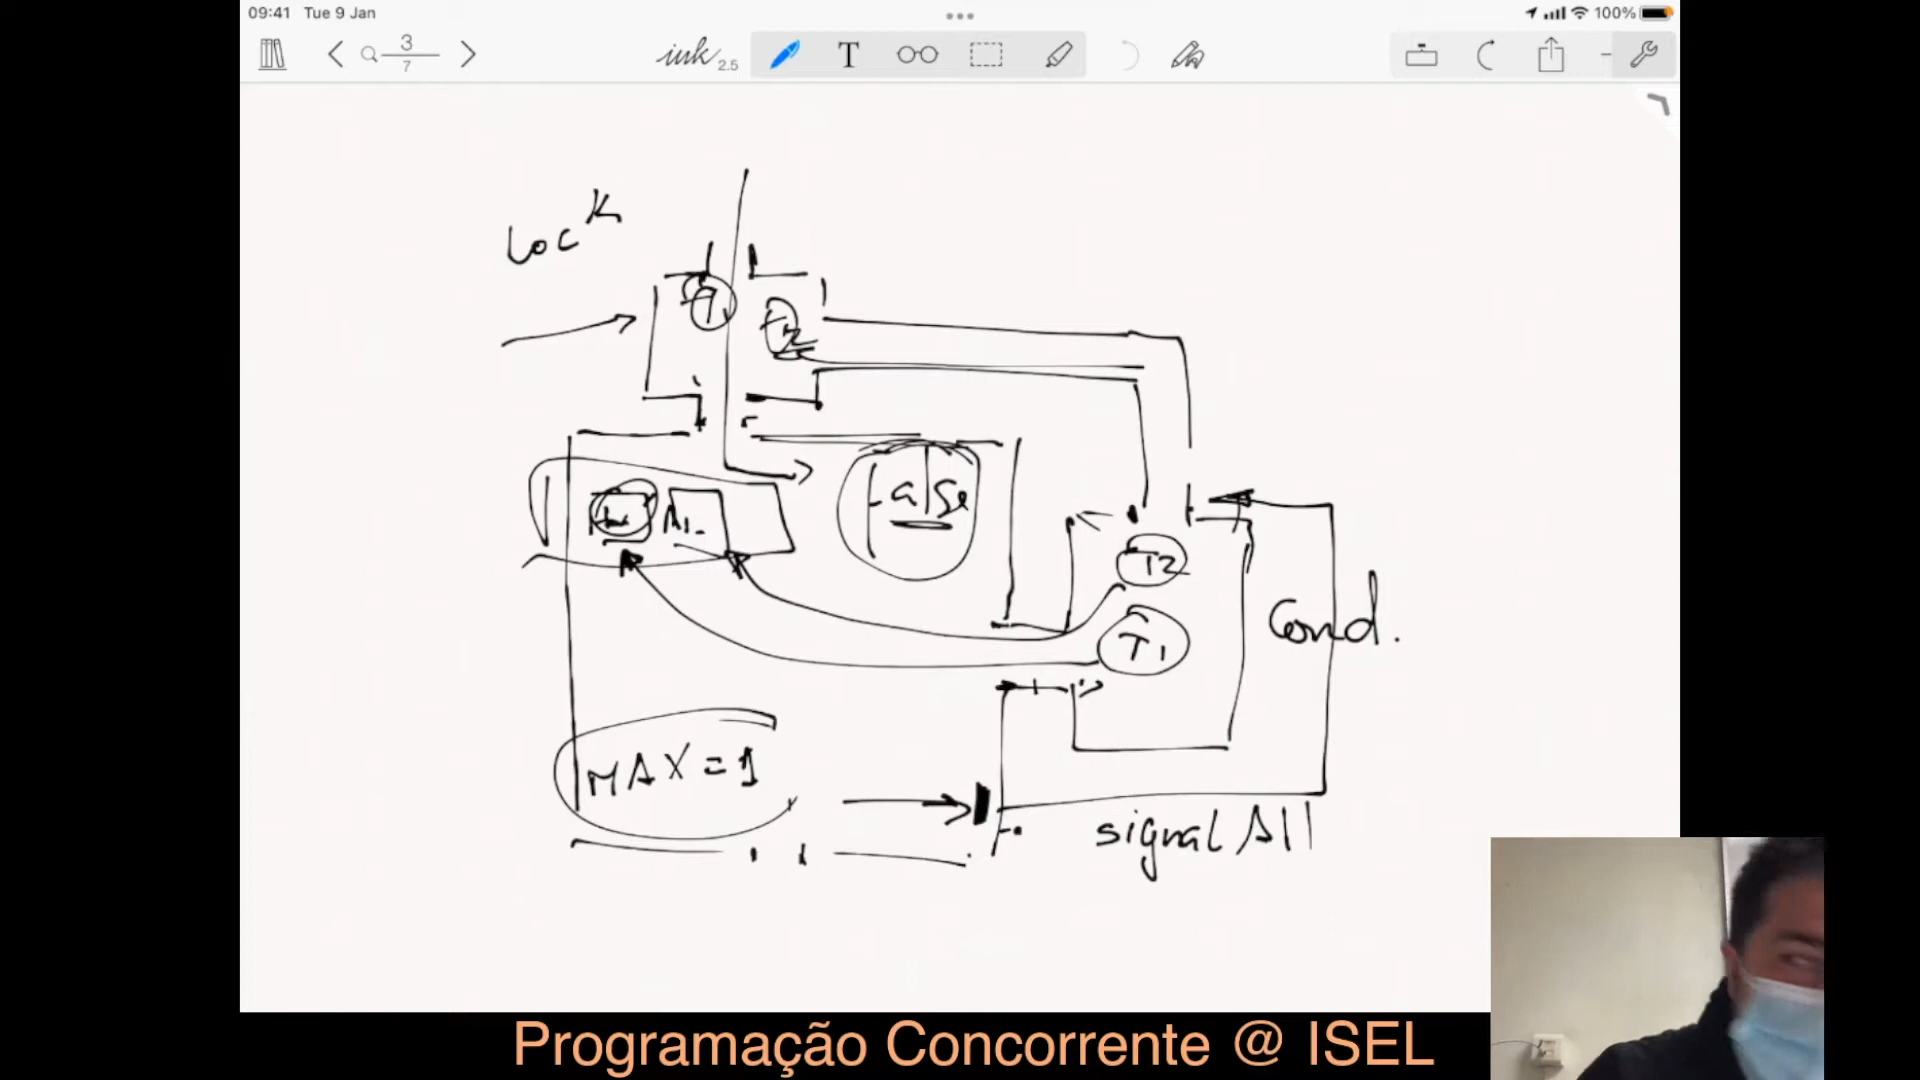 09:41 Tue 9 Jan
100%
3
7
ink 2.5
T
Lock
T1
T2
false
T2
T1
Cond.
MAX=1
signal All
Programação Concorrente @ ISEL